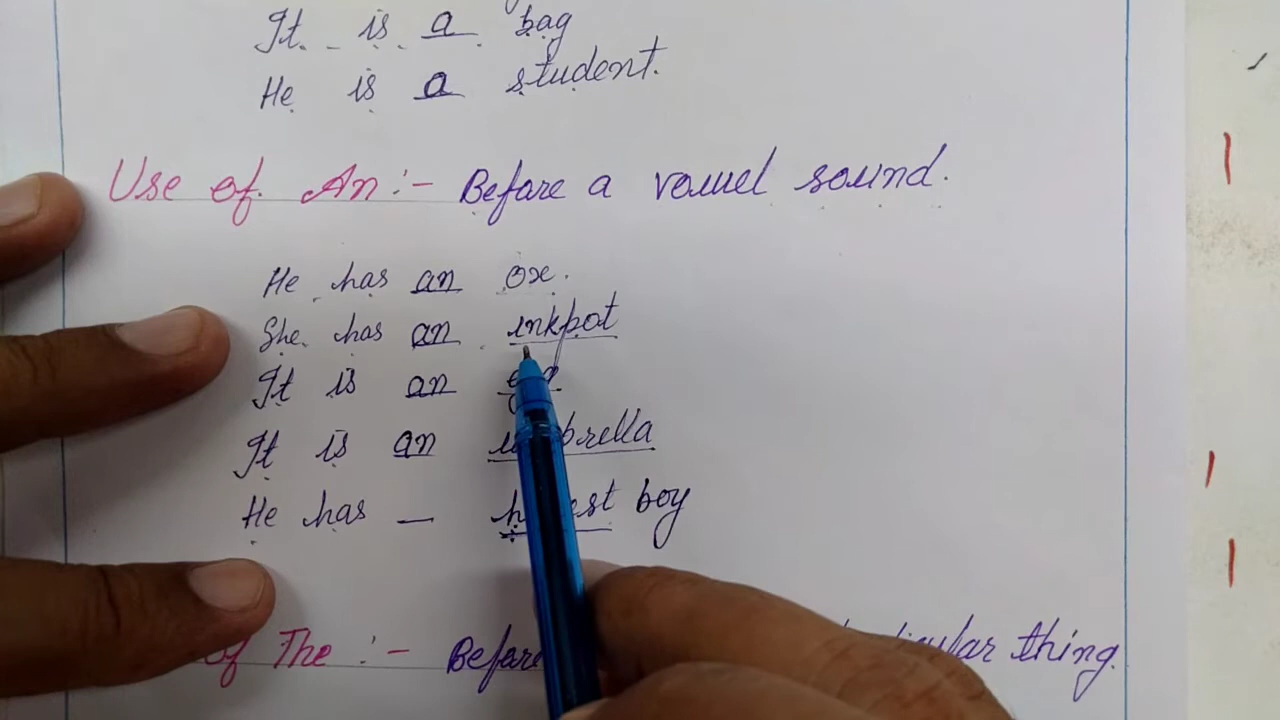 It is a bag
He is a student.
Use of An :- Before a vowel sound.
He has an ox.
She has an inkpot
It is an
It is an umbrella
He has _ honest boy
of The :- Before particular thing.